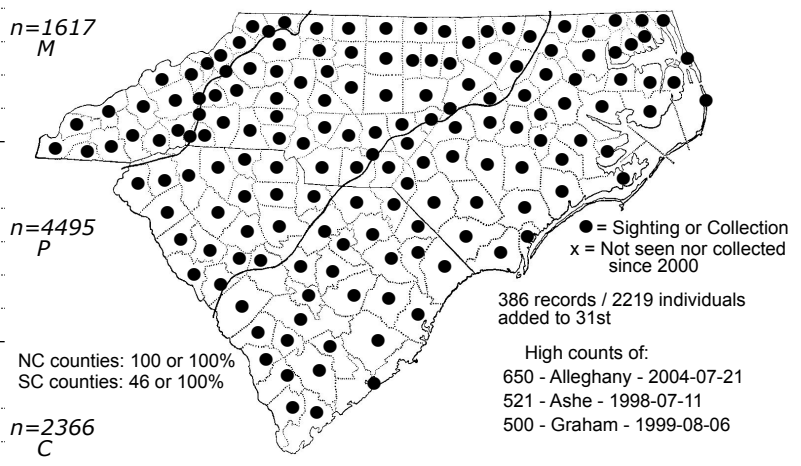 n=1617
M
n=4495
P
● = Sighting or Collection
x = Not seen nor collected
since 2000
386 records / 2219 individuals
added to 31st
NC counties: 100 or 100%
SC counties: 46 or 100%
High counts of:
650 - Alleghany - 2004-07-21
521 - Ashe - 1998-07-11
500 - Graham - 1999-08-06
n=2366
C